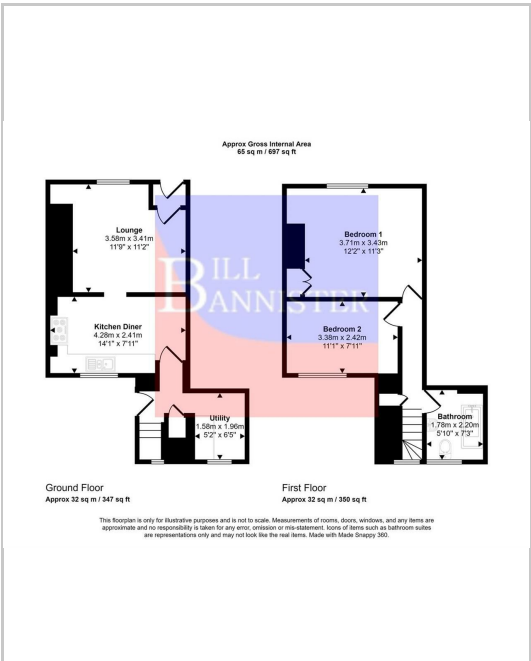 Approx Gross Internal Area
65 sq m / 697 sq ft
Lounge
3.58m x 3.41m
11'9" x 11'2"
Kitchen Diner
4.28m x 2.41m
14'1" x 7'11"
Utility
1.58m x 1.96m
5'2" x 6'5"
Bedroom 1
3.71m x 3.43m
12'2" x 11'3"
Bedroom 2
3.38m x 2.42m
11'1" x 7'11"
Bathroom
1.78m x 2.20m
5'10" x 7'3"
BILL
BANNISTER
Ground Floor
Approx 32 sq m / 347 sq ft
First Floor
Approx 32 sq m / 350 sq ft
This floorplan is only for illustrative purposes and is not to scale. Measurements of rooms, doors, windows, and any items are
approximate and no responsibility is taken for any error, omission or mis-statement. Icons of items such as bathroom suites
are representations only and may not look like the real items. Made with Made Snappy 360.